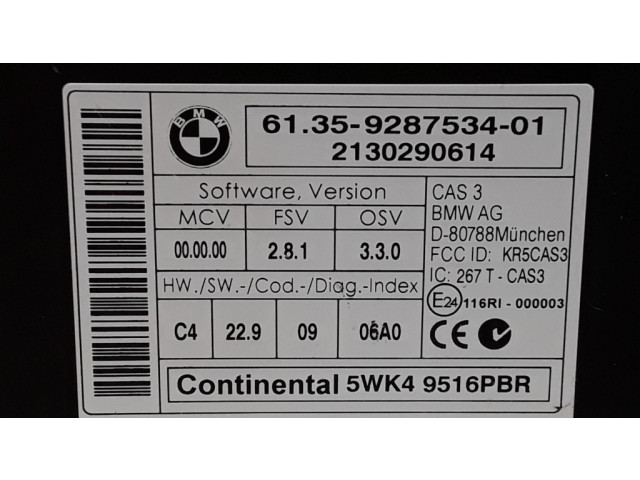 BMW
61.35-9287534-01
2130290614
Software, Version
MCV FSV OSV
00.00.00 2.8.1 3.3.0
HW./SW.-/Cod.-/Diag.-Index
C4 22.9 09 06A0
CAS 3
BMW AG
D-80788München
FCC ID: KR5CAS3
IC: 267 T - CAS3
E24 116RI - 000003
CE
Continental 5WK4 9516PBR